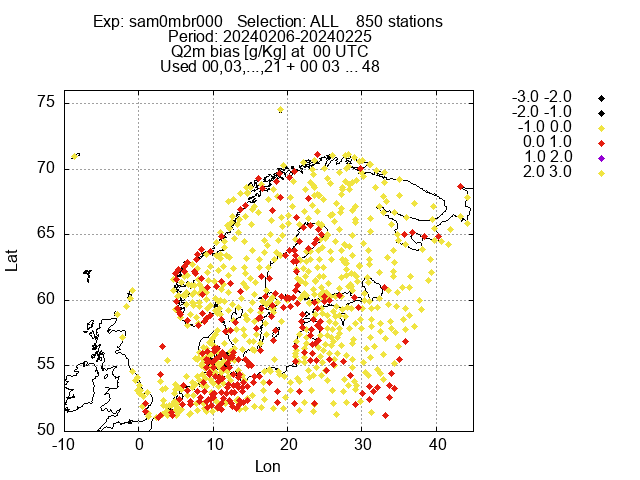 Exp: sam0mbr000   Selection: ALL    850 stations
Period: 20240206-20240225
Q2m bias [g/Kg] at  00 UTC
Used 00,03,...,21 + 00 03 ... 48
-3.0 -2.0
-2.0 -1.0
-1.0 0.0
0.0 1.0
1.0 2.0
2.0 3.0
75
70
65
60
55
50
Lat
-10 0 10 20 30 40
Lon